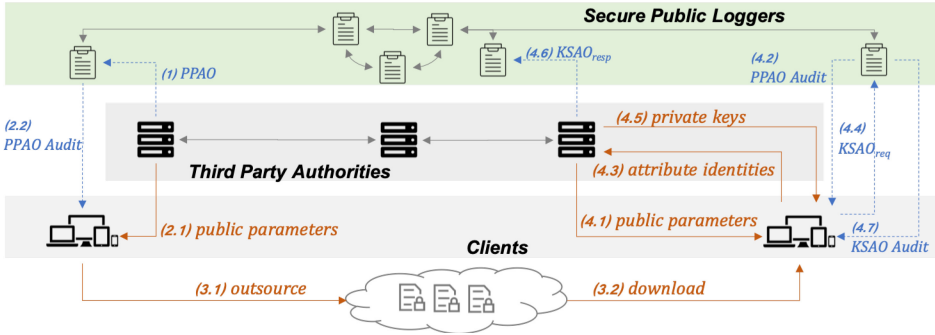 Secure Public Loggers
(1) PPAO
(4.6) KSAOresp
(4.2)
PPAO Audit
(2.2)
PPAO Audit
(4.5) private keys
(4.4)
KSAOreq
Third Party Authorities
(4.3) attribute identities
(2.1) public parameters
(4.1) public parameters
(4.7)
KSAO Audit
Clients
(3.1) outsource
(3.2) download